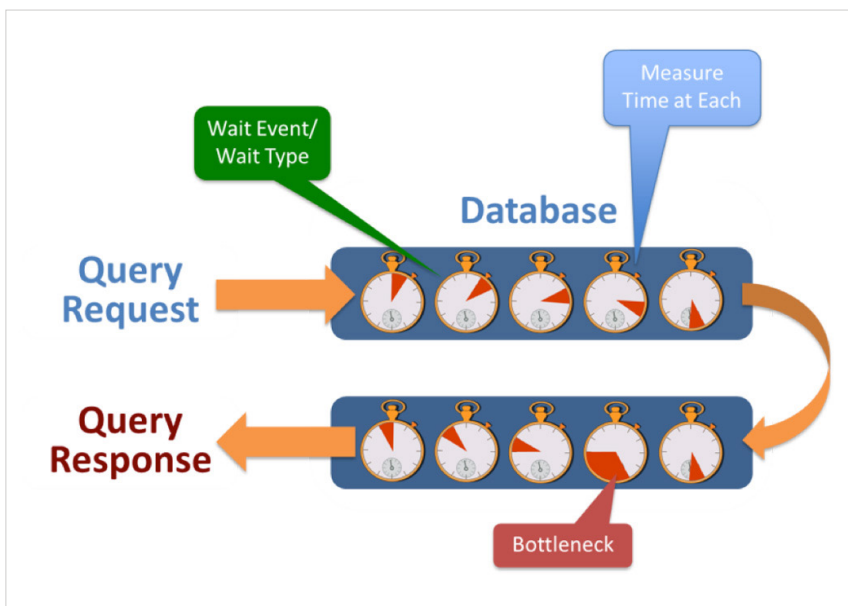 Measure
Time at Each
Wait Event/
Wait Type
Database
Query
Request
Query
Response
Bottleneck